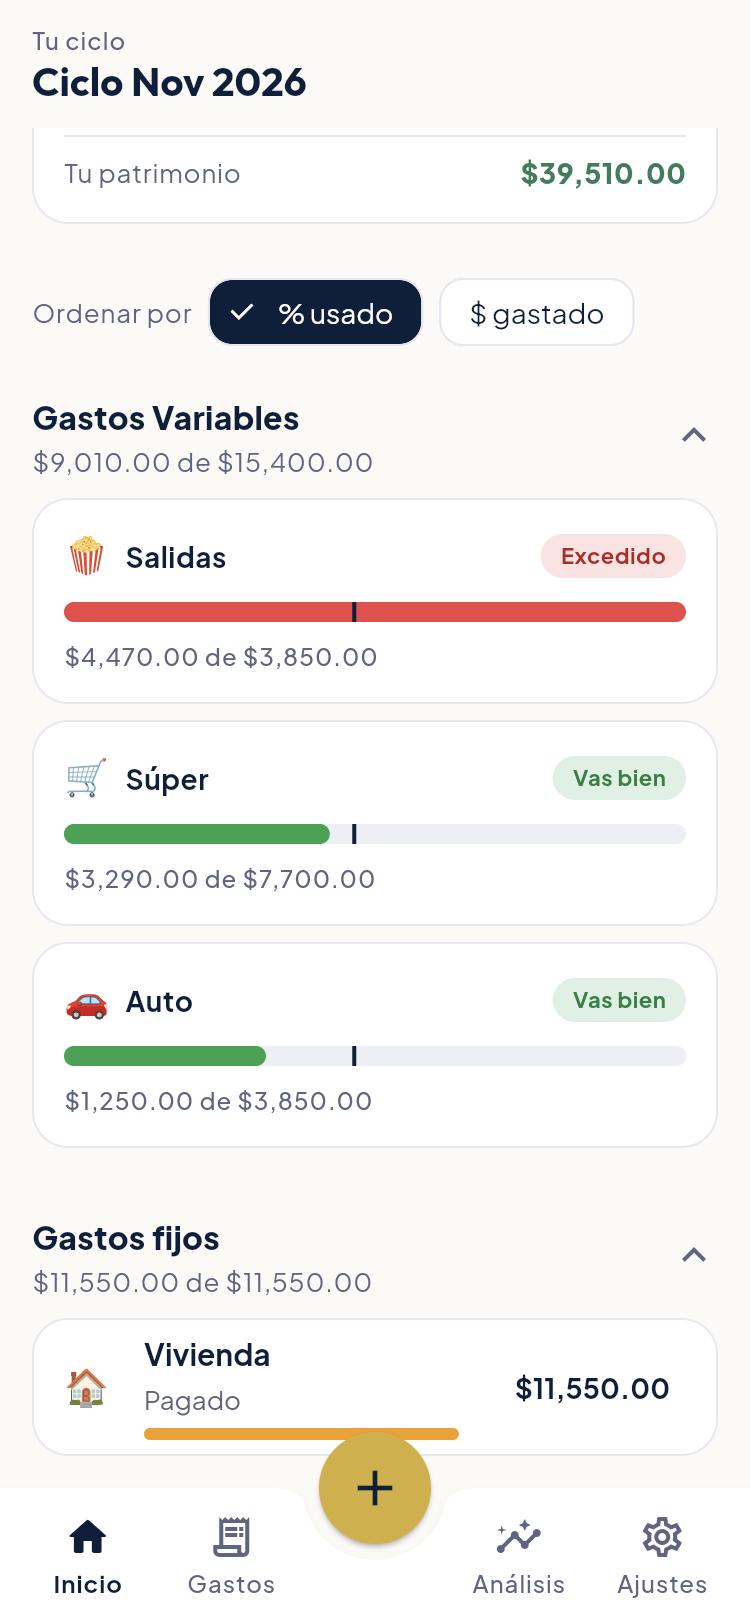 Tu ciclo
Ciclo Nov 2026
Tu patrimonio $39,510.00
Ordenar por % usado $ gastado
Gastos Variables
$9,010.00 de $15,400.00
Salidas Excedido
$4,470.00 de $3,850.00
Súper Vas bien
$3,290.00 de $7,700.00
Auto Vas bien
$1,250.00 de $3,850.00
Gastos fijos
$11,550.00 de $11,550.00
Vivienda
Pagado $11,550.00
Inicio Gastos Análisis Ajustes